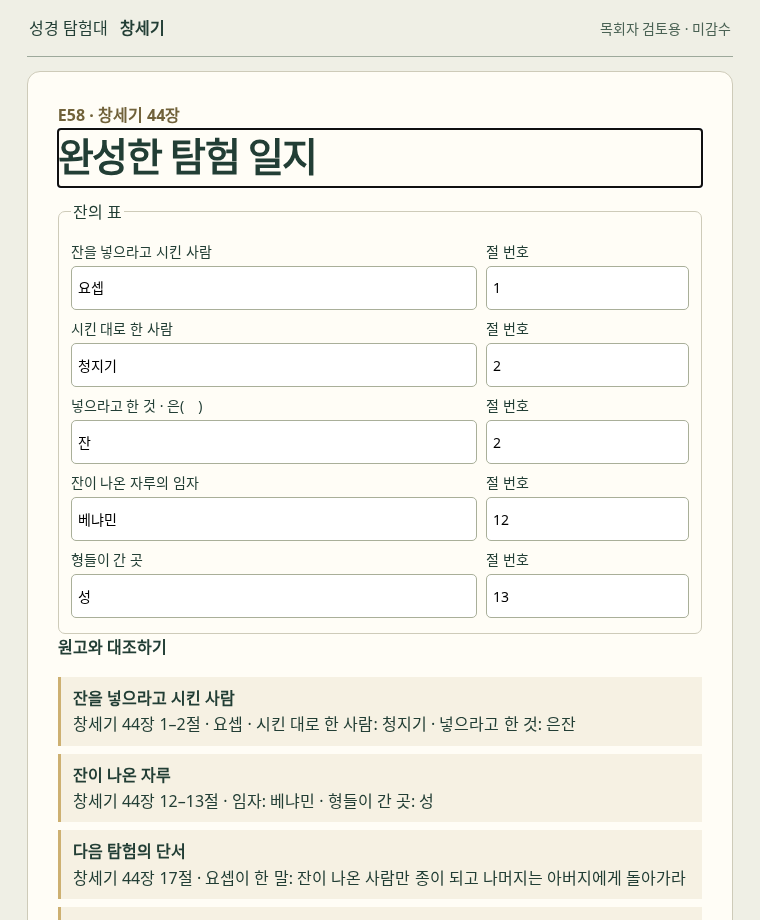 성경 탐험대 창세기
목회자 검토용 · 미감수
E58 · 창세기 44장
완성한 탐험 일지
잔의 표
잔을 넣으라고 시킨 사람 절 번호
요셉 1
시킨 대로 한 사람 절 번호
청지기 2
넣으라고 한 것 · 은( ) 절 번호
잔 2
잔이 나온 자루의 임자 절 번호
베냐민 12
형들이 간 곳 절 번호
성 13
원고와 대조하기
잔을 넣으라고 시킨 사람
창세기 44장 1–2절 · 요셉 · 시킨 대로 한 사람: 청지기 · 넣으라고 한 것: 은잔
잔이 나온 자루
창세기 44장 12–13절 · 임자: 베냐민 · 형들이 간 곳: 성
다음 탐험의 단서
창세기 44장 17절 · 요셉이 한 말: 잔이 나온 사람만 종이 되고 나머지는 아버지에게 돌아가라